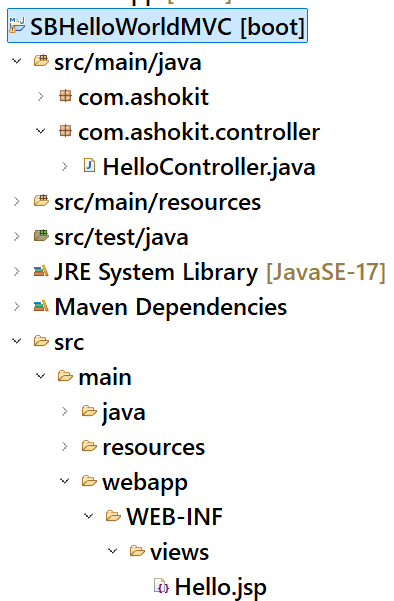 SBHelloWorldMVC [boot]
src/main/java
com.ashokit
com.ashokit.controller
HelloController.java
src/main/resources
src/test/java
JRE System Library [JavaSE-17]
Maven Dependencies
src
main
java
resources
webapp
WEB-INF
views
Hello.jsp